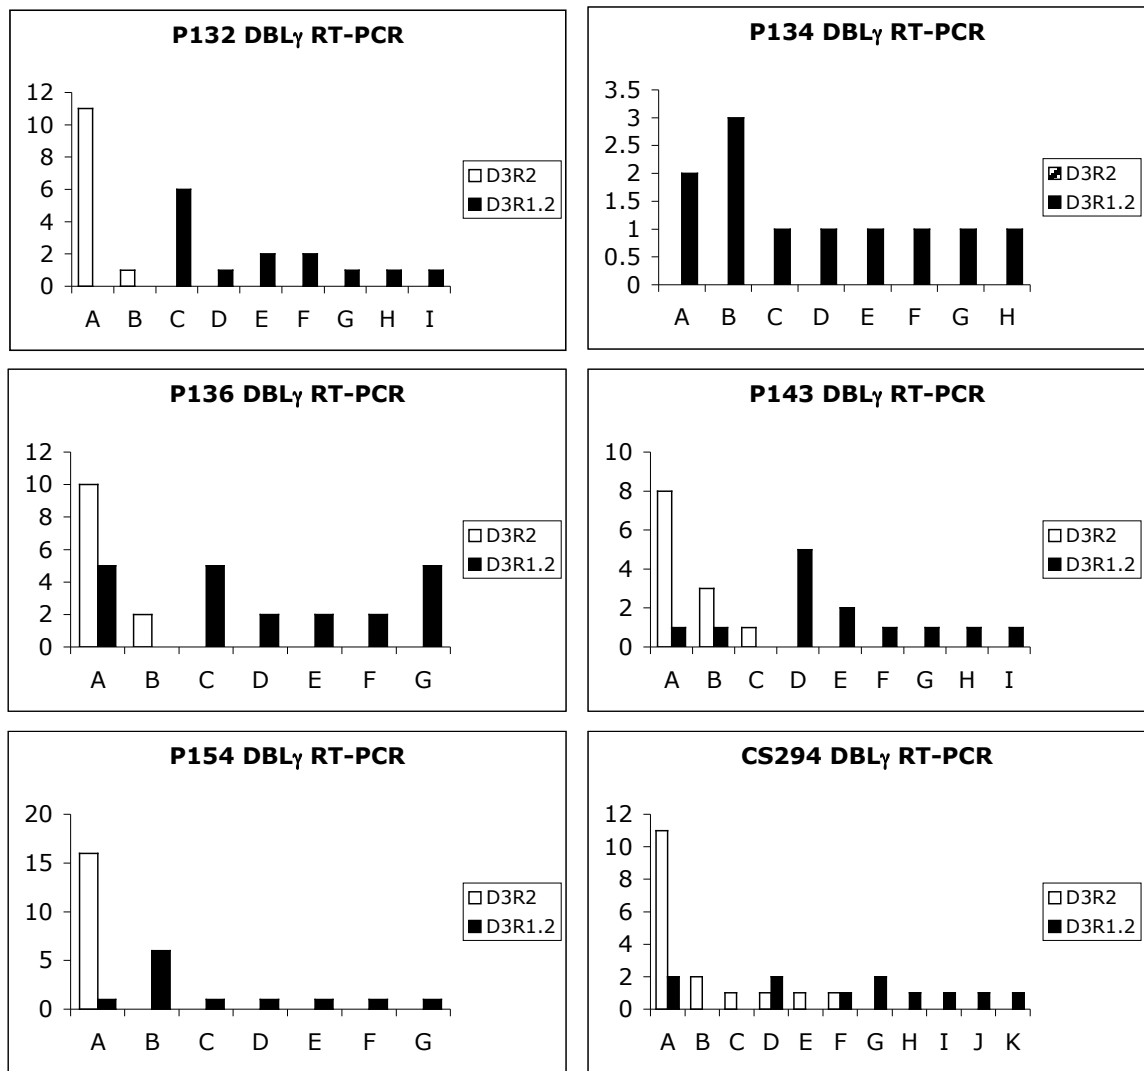 P132 DBLγ RT-PCR
12
10
8
6
4
2
0
A B C D E F G H I
D3R2
D3R1.2
P134 DBLγ RT-PCR
3.5
3
2.5
2
1.5
1
0.5
0
A B C D E F G H
D3R2
D3R1.2
P136 DBLγ RT-PCR
12
10
8
6
4
2
0
A B C D E F G
D3R2
D3R1.2
P143 DBLγ RT-PCR
10
8
6
4
2
0
A B C D E F G H I
D3R2
D3R1.2
P154 DBLγ RT-PCR
20
15
10
5
0
A B C D E F G
D3R2
D3R1.2
CS294 DBLγ RT-PCR
12
10
8
6
4
2
0
A B C D E F G H I J K
D3R2
D3R1.2